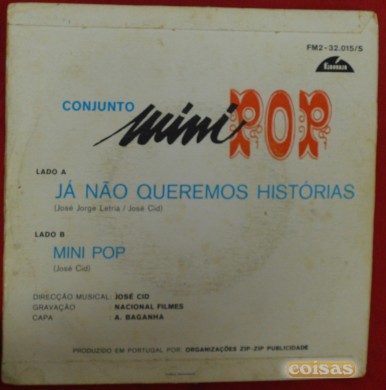 FM2-32.015/S
fama
CONJUNTO
mini POP
LADO A
JÁ NÃO QUEREMOS HISTÓRIAS
(José Jorge Letria / José Cid)
LADO B
MINI POP
(José Cid)
DIRECÇÃO MUSICAL: JOSÉ CID
GRAVAÇÃO : NACIONAL FILMES
CAPA : A. BAGANHA
PRODUZIDO EM PORTUGAL POR: ORGANIZAÇÕES ZIP-ZIP PUBLICIDADE
coisas